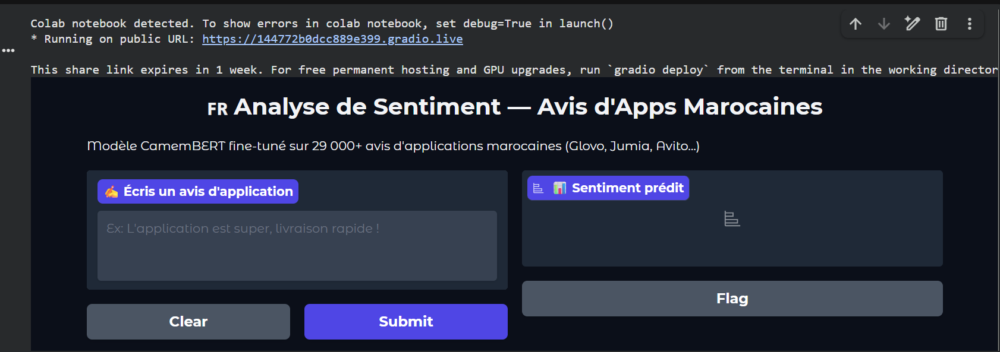 Colab notebook detected. To show errors in colab notebook, set debug=True in launch()
* Running on public URL: https://144772b0dcc889e399.gradio.live
This share link expires in 1 week. For free permanent hosting and GPU upgrades, run `gradio deploy` from the terminal in the working director
FR Analyse de Sentiment — Avis d'Apps Marocaines
Modèle CamemBERT fine-tuné sur 29 000+ avis d'applications marocaines (Glovo, Jumia, Avito...)
✍️ Écris un avis d'application
Ex: L'application est super, livraison rapide !
Clear
Submit
📊 Sentiment prédit
Flag